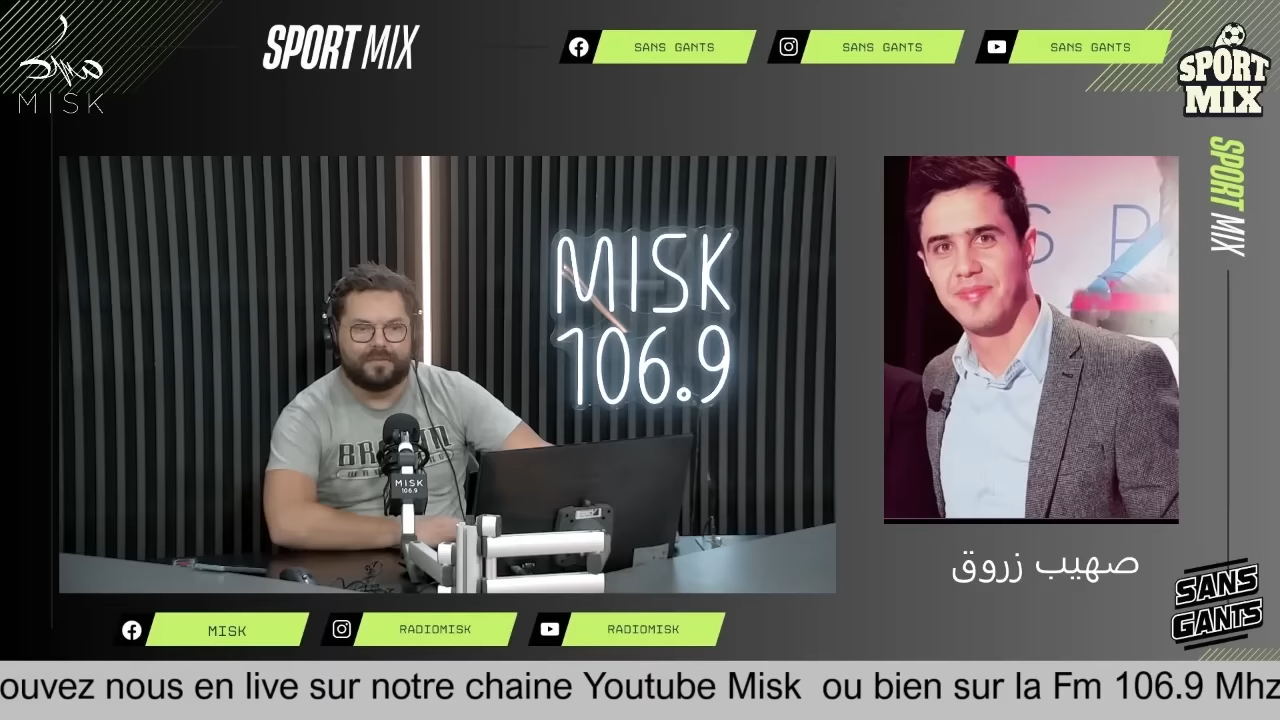 MISK
SPORT MIX
SANS GANTS
SANS GANTS
SANS GANTS
SPORT
MIX
SPORT MIX
MISK
106.9
S P
MISK
106.9
صهيب زروق
SANS
GANTS
MISK
RADIOMISK
RADIOMISK
ouvez nous en live sur notre chaine Youtube Misk ou bien sur la Fm 106.9 Mhz